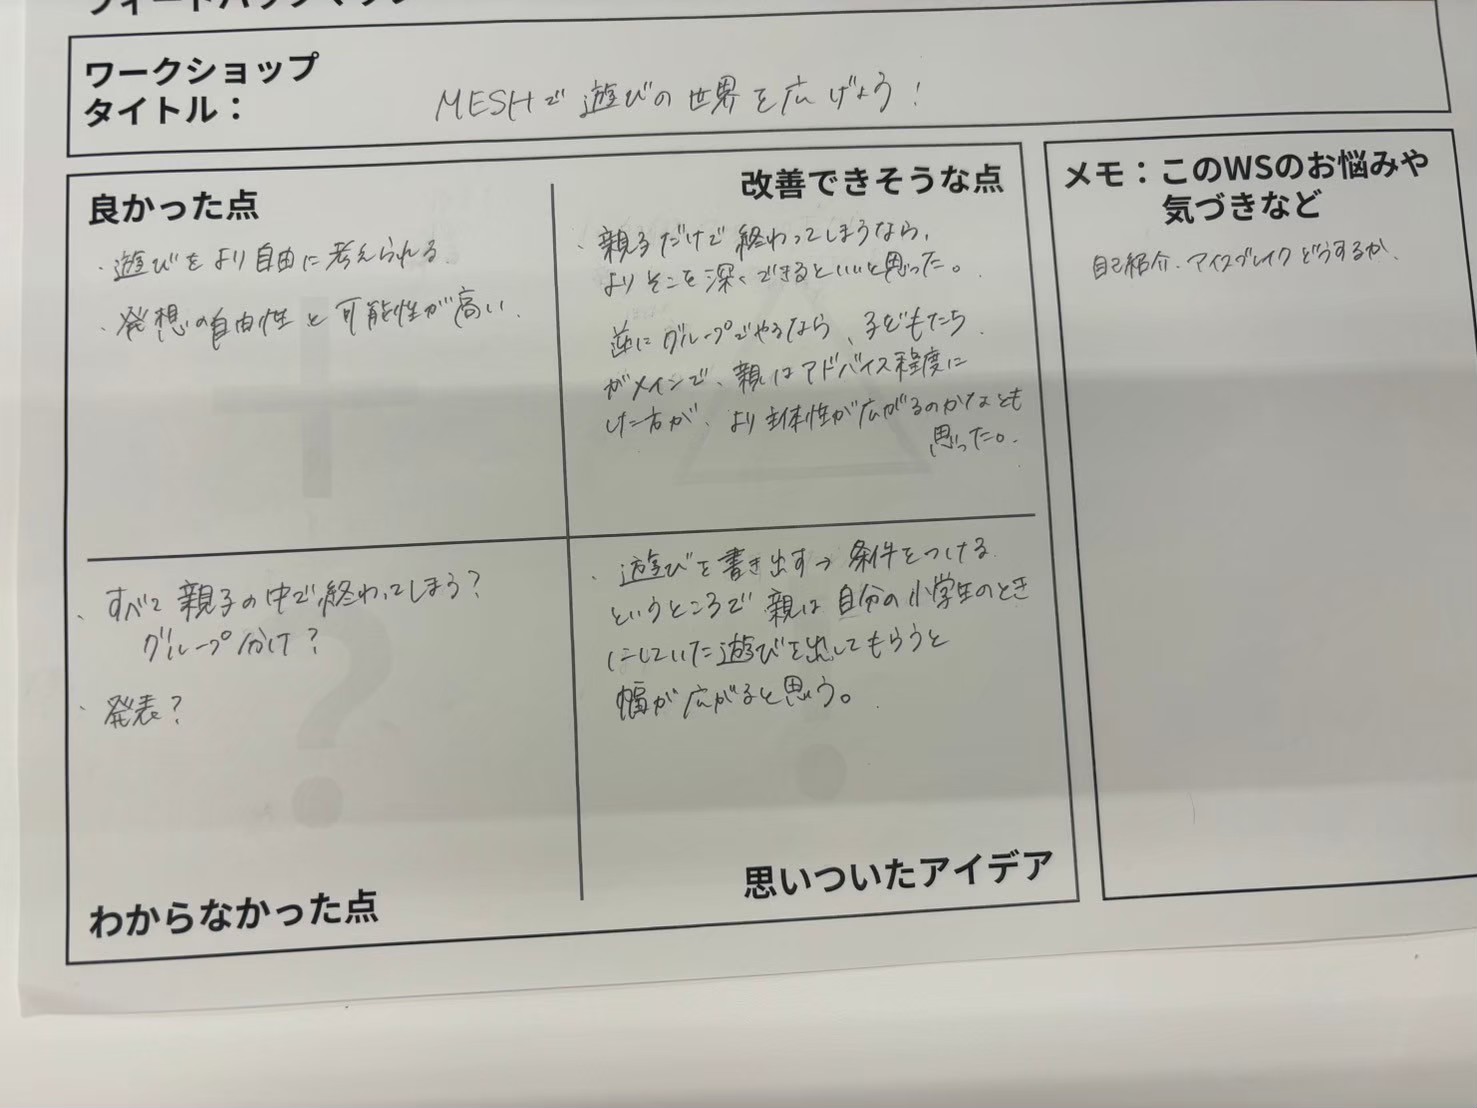 フィードバックマップ
ワークショップ
タイトル：
MESHで遊びの世界を広げよう！
良かった点
・遊びをより自由に考えられる
・発想の自由性と可能性が高い.
改善できそうな点
・親子だけで終わってしまうなら、
よりそこを深くできるといいと思った。
逆にグループでやるなら、子どもたち
がメインで、親はアドバイス程度に
した方が、より主体性が広がるのかなとも
思った。
・すべて親子の中で終わってしまう？
グループ分け？
・発表？
わからなかった点
・遊びを書き出す→条件をつける
というところで親は自分の小学生のとき
にしていた遊びを出してもらうと
幅が広がると思う。
思いついたアイデア
メモ：このWSのお悩みや
気づきなど
自己紹介・アイスブレイクどうするか、